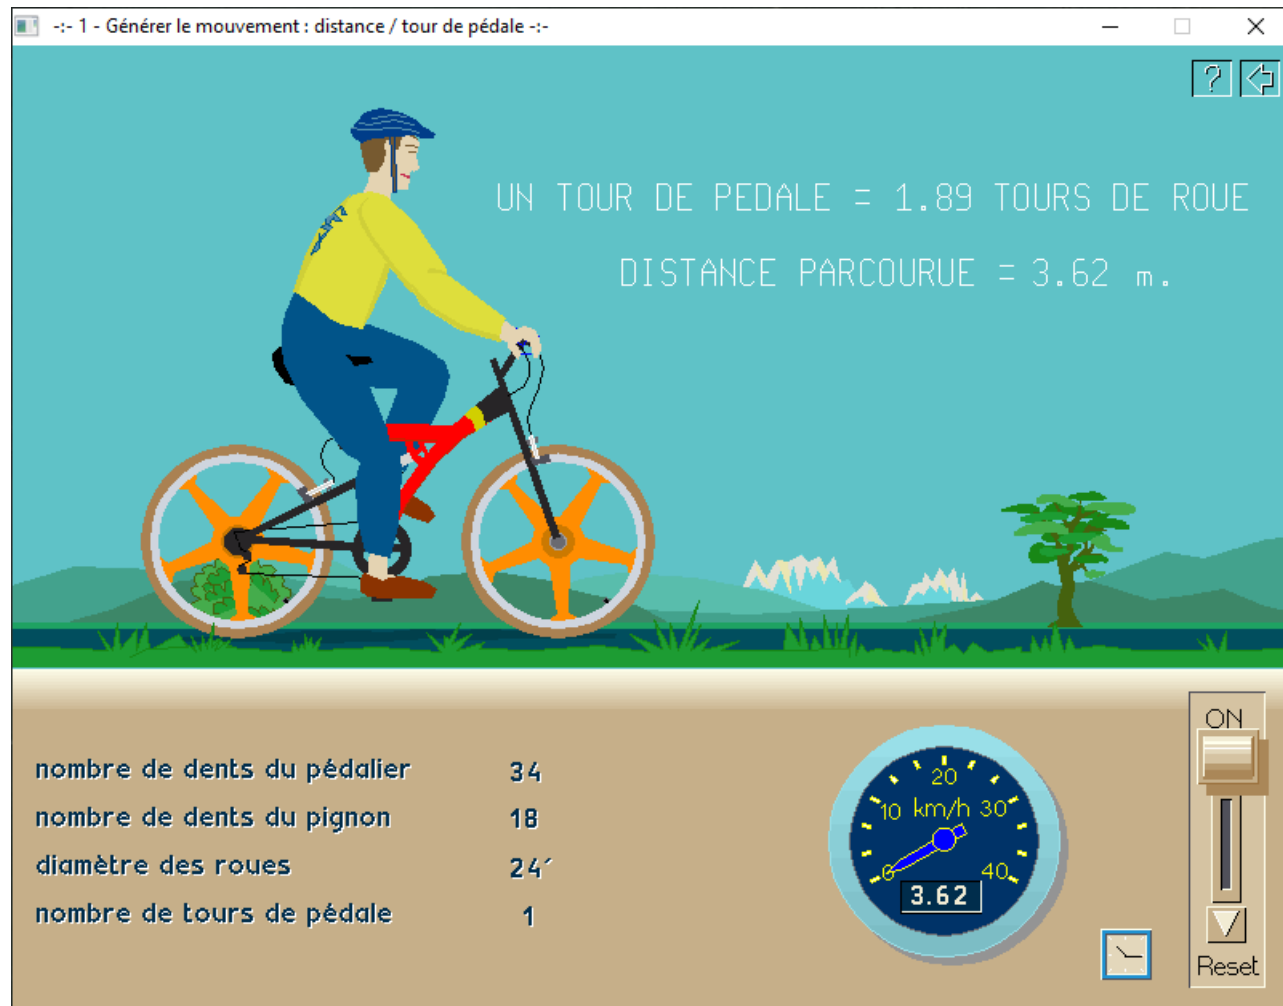 -:- 1 - Générer le mouvement : distance / tour de pédale -:-
?
UN TOUR DE PEDALE = 1.89 TOURS DE ROUE
DISTANCE PARCOURUE = 3.62 m.
nombre de dents du pédalier 34
nombre de dents du pignon 18
diamètre des roues 24´
nombre de tours de pédale 1
20
10 km/h 30
0 40
3.62
ON
Reset